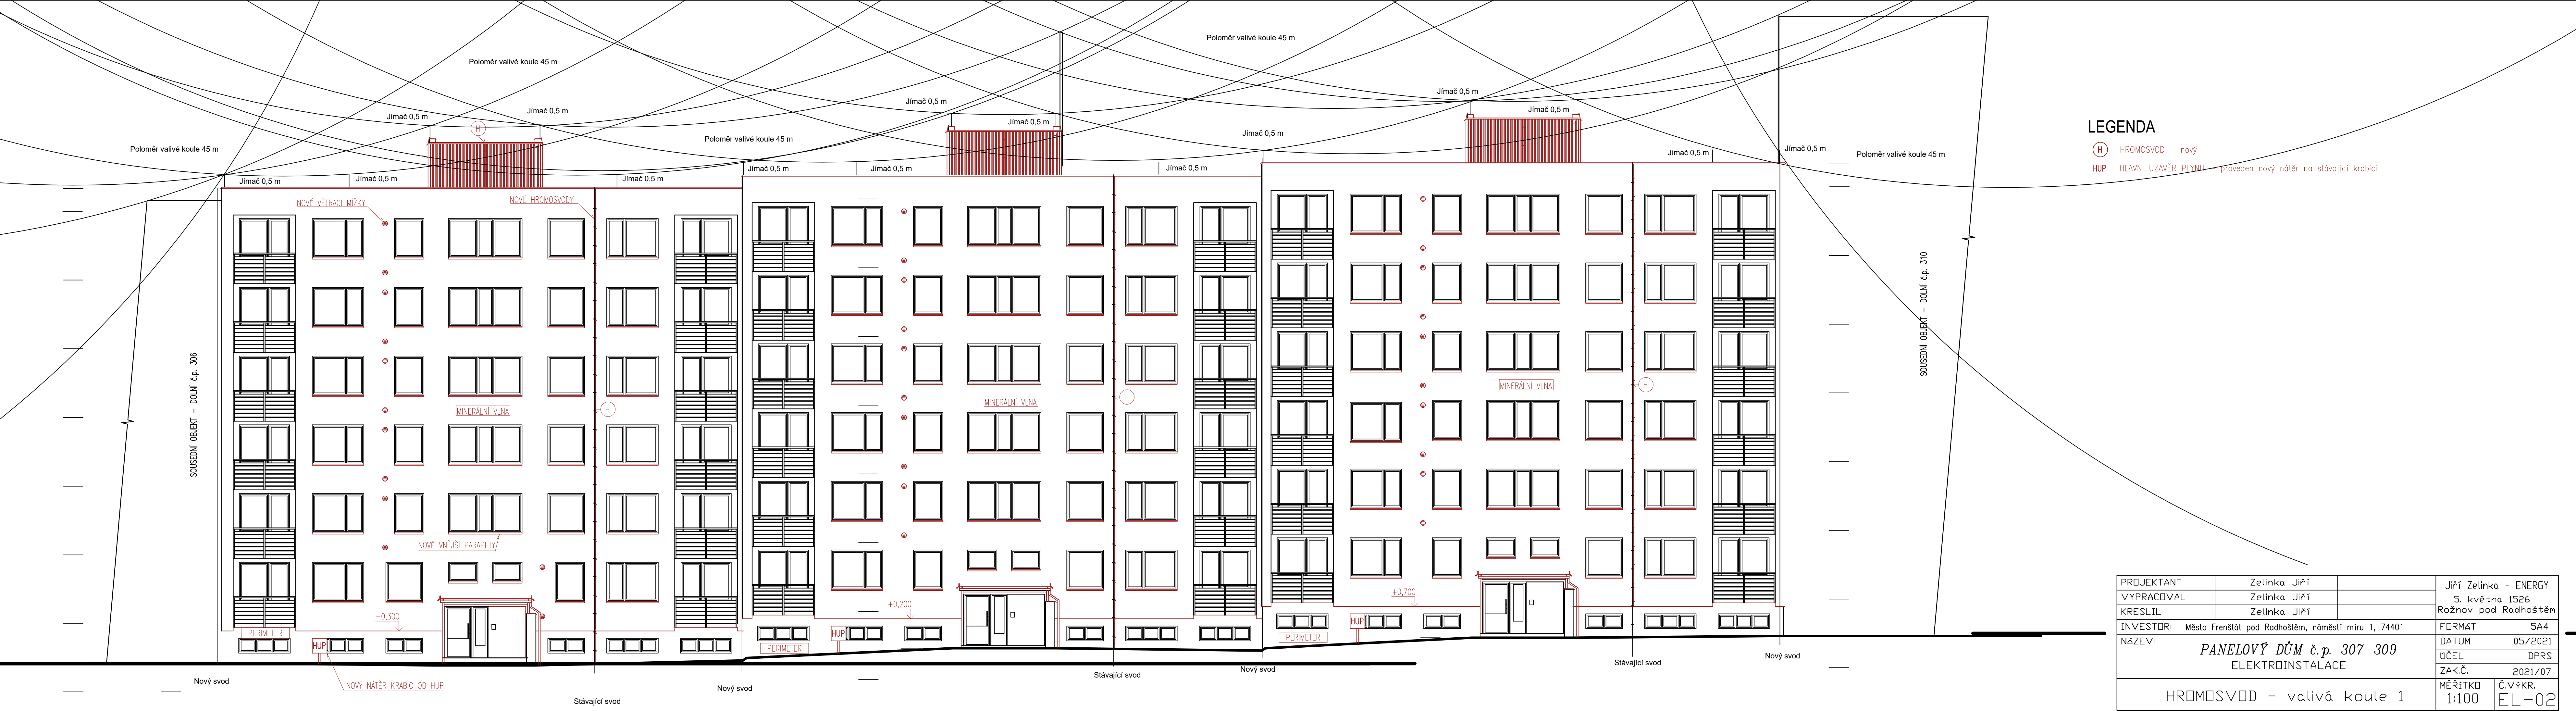 Poloměr valivé koule 45 m
Poloměr valivé koule 45 m
Jímač 0,5 m
Jímač 0,5 m
Jímač 0,5 m
Jímač 0,5 m
Jímač 0,5 m
Jímač 0,5 m
H
Jímač 0,5 m
Jímač 0,5 m
Poloměr valivé koule 45 m
Poloměr valivé koule 45 m
Jímač 0,5 m
Jímač 0,5 m
Poloměr valivé koule 45 m
Jímač 0,5 m
Jímač 0,5 m
Jímač 0,5 m
Jímač 0,5 m
Jímač 0,5 m
Jímač 0,5 m
LEGENDA
H HROMOSVOD – nový
HUP HLAVNÍ UZÁVĚR PLYNU – proveden nový nátěr na stávající krabici
NOVÉ VĚTRACÍ MÍŽKY
NOVÉ HROMOSVODY
SOUSEDNÍ OBJEKT – DOLNÍ č.p. 306
SOUSEDNÍ OBJEKT – DOLNÍ č.p. 310
MINERÁLNÍ VLNA
H
MINERÁLNÍ VLNA
H
MINERÁLNÍ VLNA
H
NOVÉ VNĚJŠÍ PARAPETY
-0,300
+0,200
+0,700
PERIMETER
HUP
PERIMETER
HUP
PERIMETER
HUP
NOVÝ NÁTĚR KRABIC OD HUP
Nový svod
Stávající svod
Nový svod
Stávající svod
Nový svod
Stávající svod
Nový svod
PROJEKTANT Zelinka Jiří
VYPRACOVAL Zelinka Jiří
KRESLIL Zelinka Jiří
Jiří Zelinka – ENERGY
5. května 1526
Rožnov pod Radhoštěm
INVESTOR: Město Frenštát pod Radhoštěm, náměstí míru 1, 74401
FORMÁT 5A4
NÁZEV:
PANELOVÝ DŮM č.p. 307-309
ELEKTROINSTALACE
DATUM 05/2021
ÚČEL DPRS
ZAK.Č. 2021/07
HROMOSVOD – valivá koule 1
MĚŘÍTKO 1:100
Č.VÝKR. EL-02